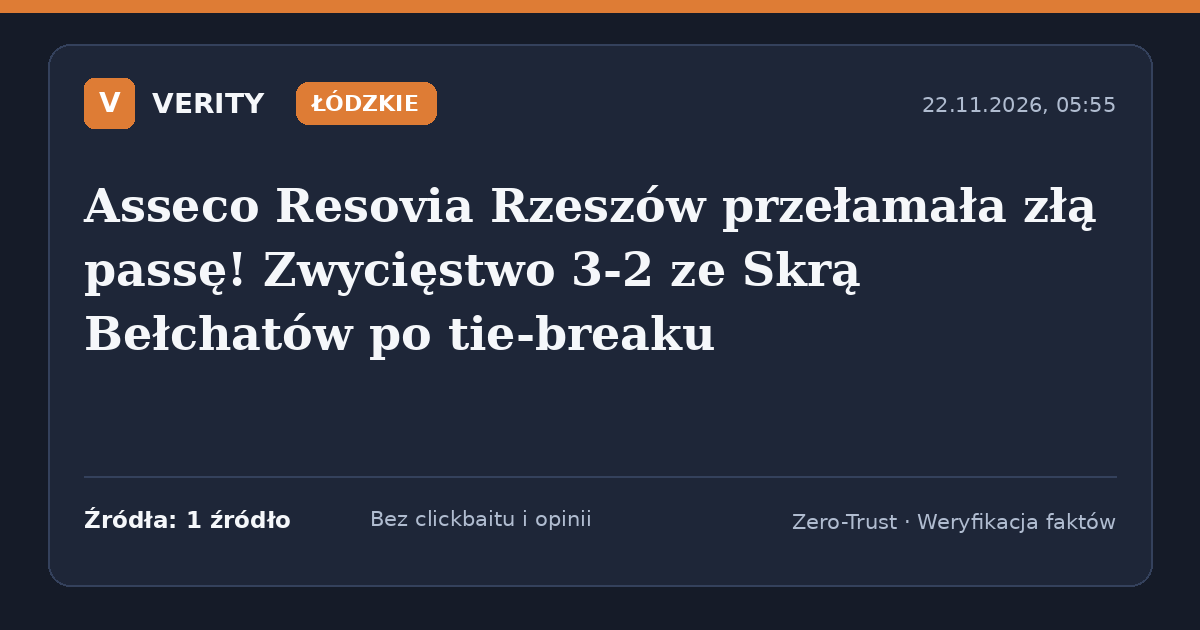 V VERITY ŁÓDZKIE 22.11.2026, 05:55
Asseco Resovia Rzeszów przełamała złą
passę! Zwycięstwo 3-2 ze Skrą
Bełchatów po tie-breaku
Źródła: 1 źródło Bez clickbaitu i opinii Zero-Trust · Weryfikacja faktów